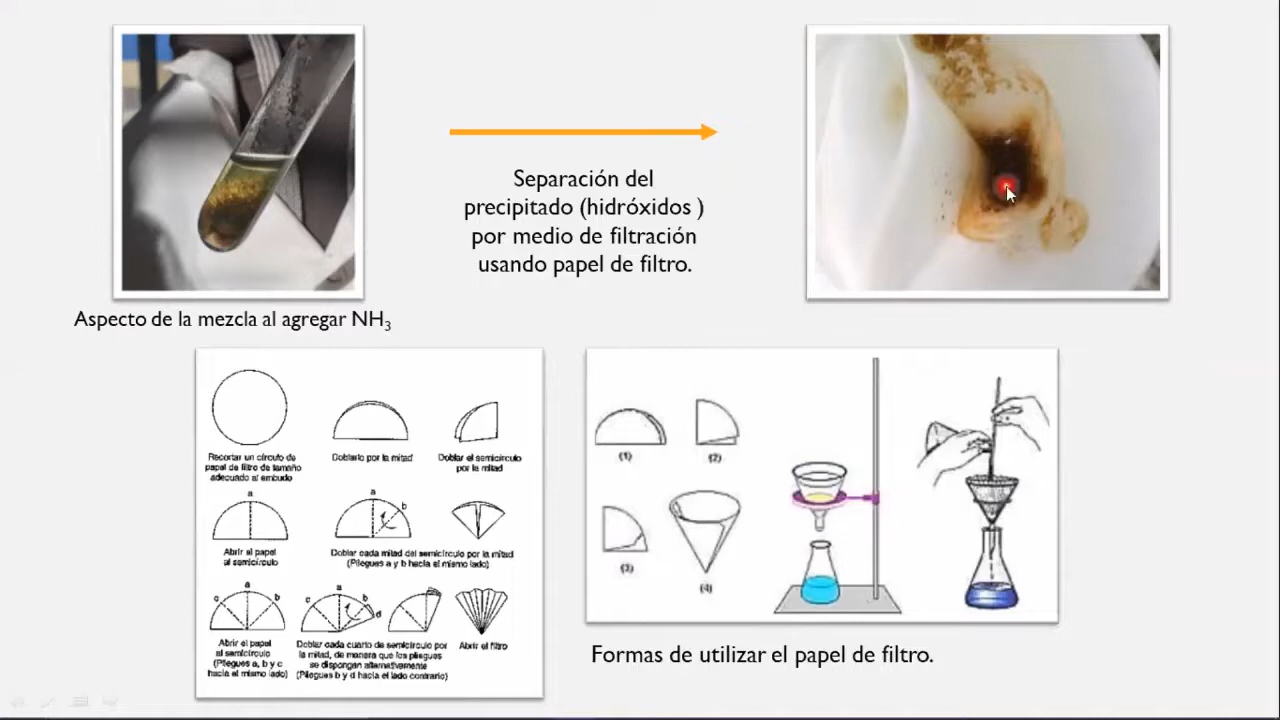 Separación del
precipitado (hidróxidos )
por medio de filtración
usando papel de filtro.
Aspecto de la mezcla al agregar NH₃
Recortar un círculo de
papel de filtro de tamaño
adecuado al embudo
Doblarlo por la mitad
Doblar el semicírculo
por la mitad
a
Abrir el papel
al semicírculo
a
b
Doblar cada mitad del semicírculo por la mitad
(Pliegues a y b hacia el mismo lado)
a
c
b
Abrir el papel
al semicírculo
(Pliegues a, b y c
hacia el mismo lado)
a
c
b
d
Doblar cada cuarto de semicírculo por
la mitad, de manera que los pliegues
se dispongan alternativamente
(Pliegues b y d hacia el lado contrario)
Abrir el filtro
(1)
(2)
(3)
(4)
Formas de utilizar el papel de filtro.